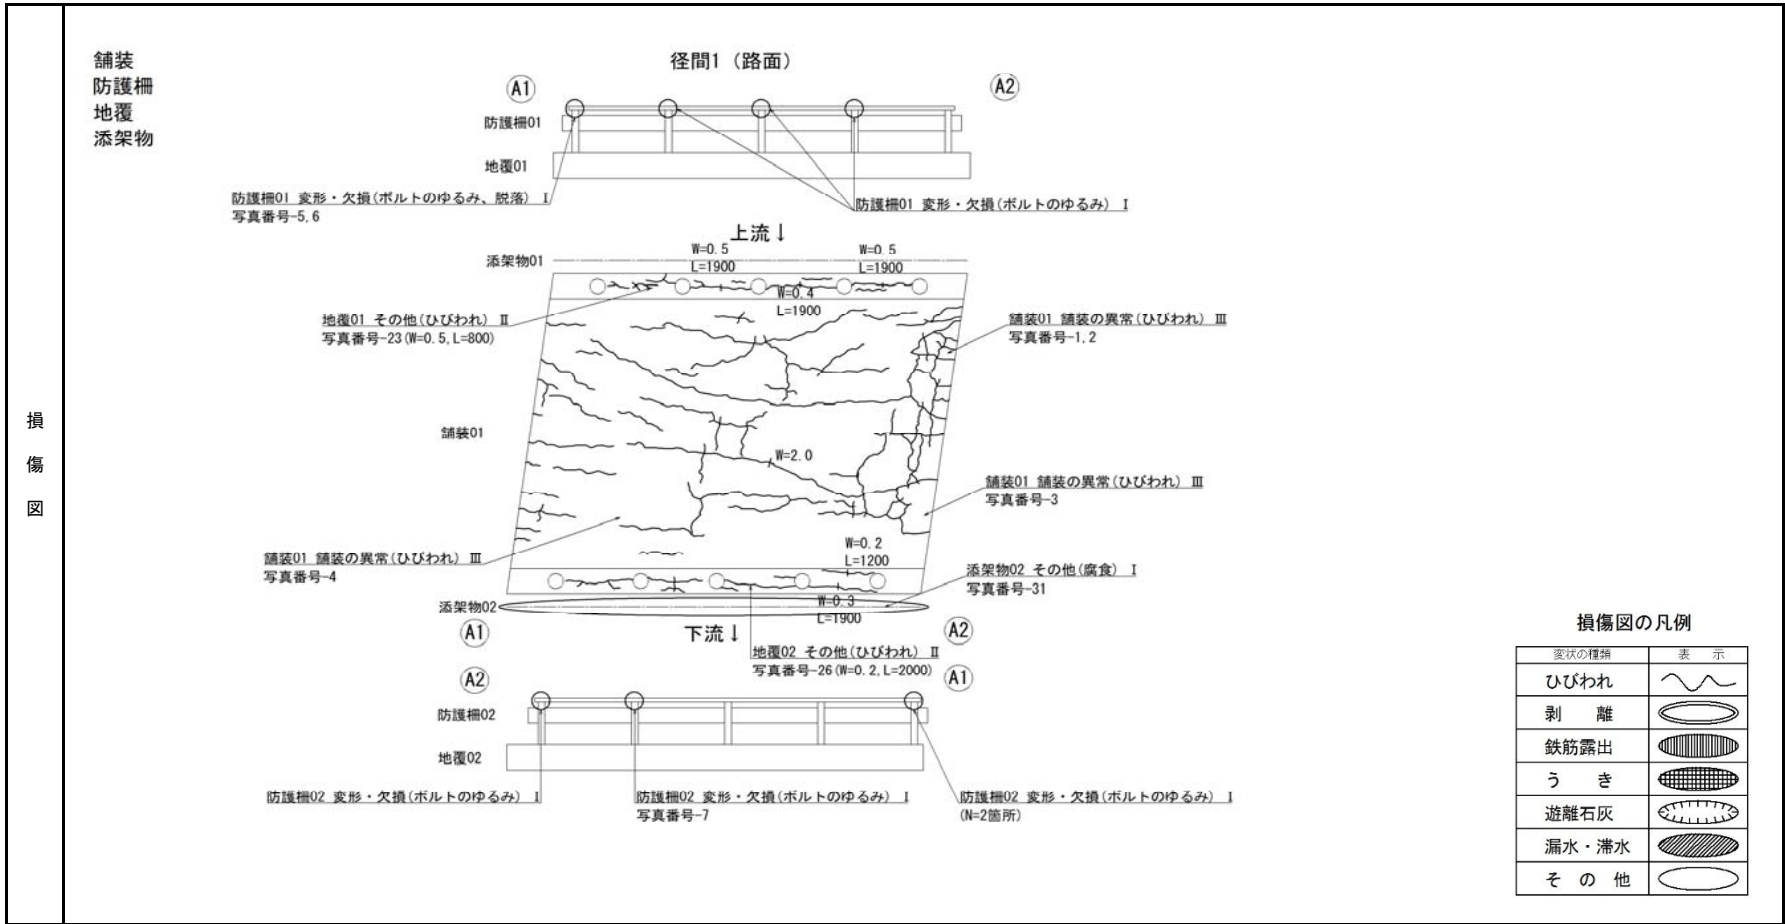 損
傷
図
舗装
防護柵
地覆
添架物
径間1（路面）
A1
A2
防護柵01
地覆01
防護柵01 変形・欠損(ボルトのゆるみ、脱落) Ⅰ
写真番号-5,6
防護柵01 変形・欠損(ボルトのゆるみ) Ⅰ
上流↓
添架物01
W=0.5
L=1900
W=0.5
L=1900
W=0.4
L=1900
地覆01 その他(ひびわれ) Ⅱ
写真番号-23(W=0.5,L=800)
舗装01 舗装の異常(ひびわれ) Ⅲ
写真番号-1,2
舗装01
W=2.0
舗装01 舗装の異常(ひびわれ) Ⅲ
写真番号-3
舗装01 舗装の異常(ひびわれ) Ⅲ
写真番号-4
W=0.2
L=1200
添架物02 その他(腐食) Ⅰ
写真番号-31
添架物02
W=0.3
L=1900
A1
下流↓
A2
地覆02 その他(ひびわれ) Ⅱ
写真番号-26(W=0.2,L=2000)
A2
A1
防護柵02
地覆02
防護柵02 変形・欠損(ボルトのゆるみ) Ⅰ
防護柵02 変形・欠損(ボルトのゆるみ) Ⅰ
写真番号-7
防護柵02 変形・欠損(ボルトのゆるみ) Ⅰ
(N=2箇所)
損傷図の凡例
変状の種類 表 示
ひびわれ
剥 離
鉄筋露出
う き
遊離石灰
漏水・滞水
そ の 他